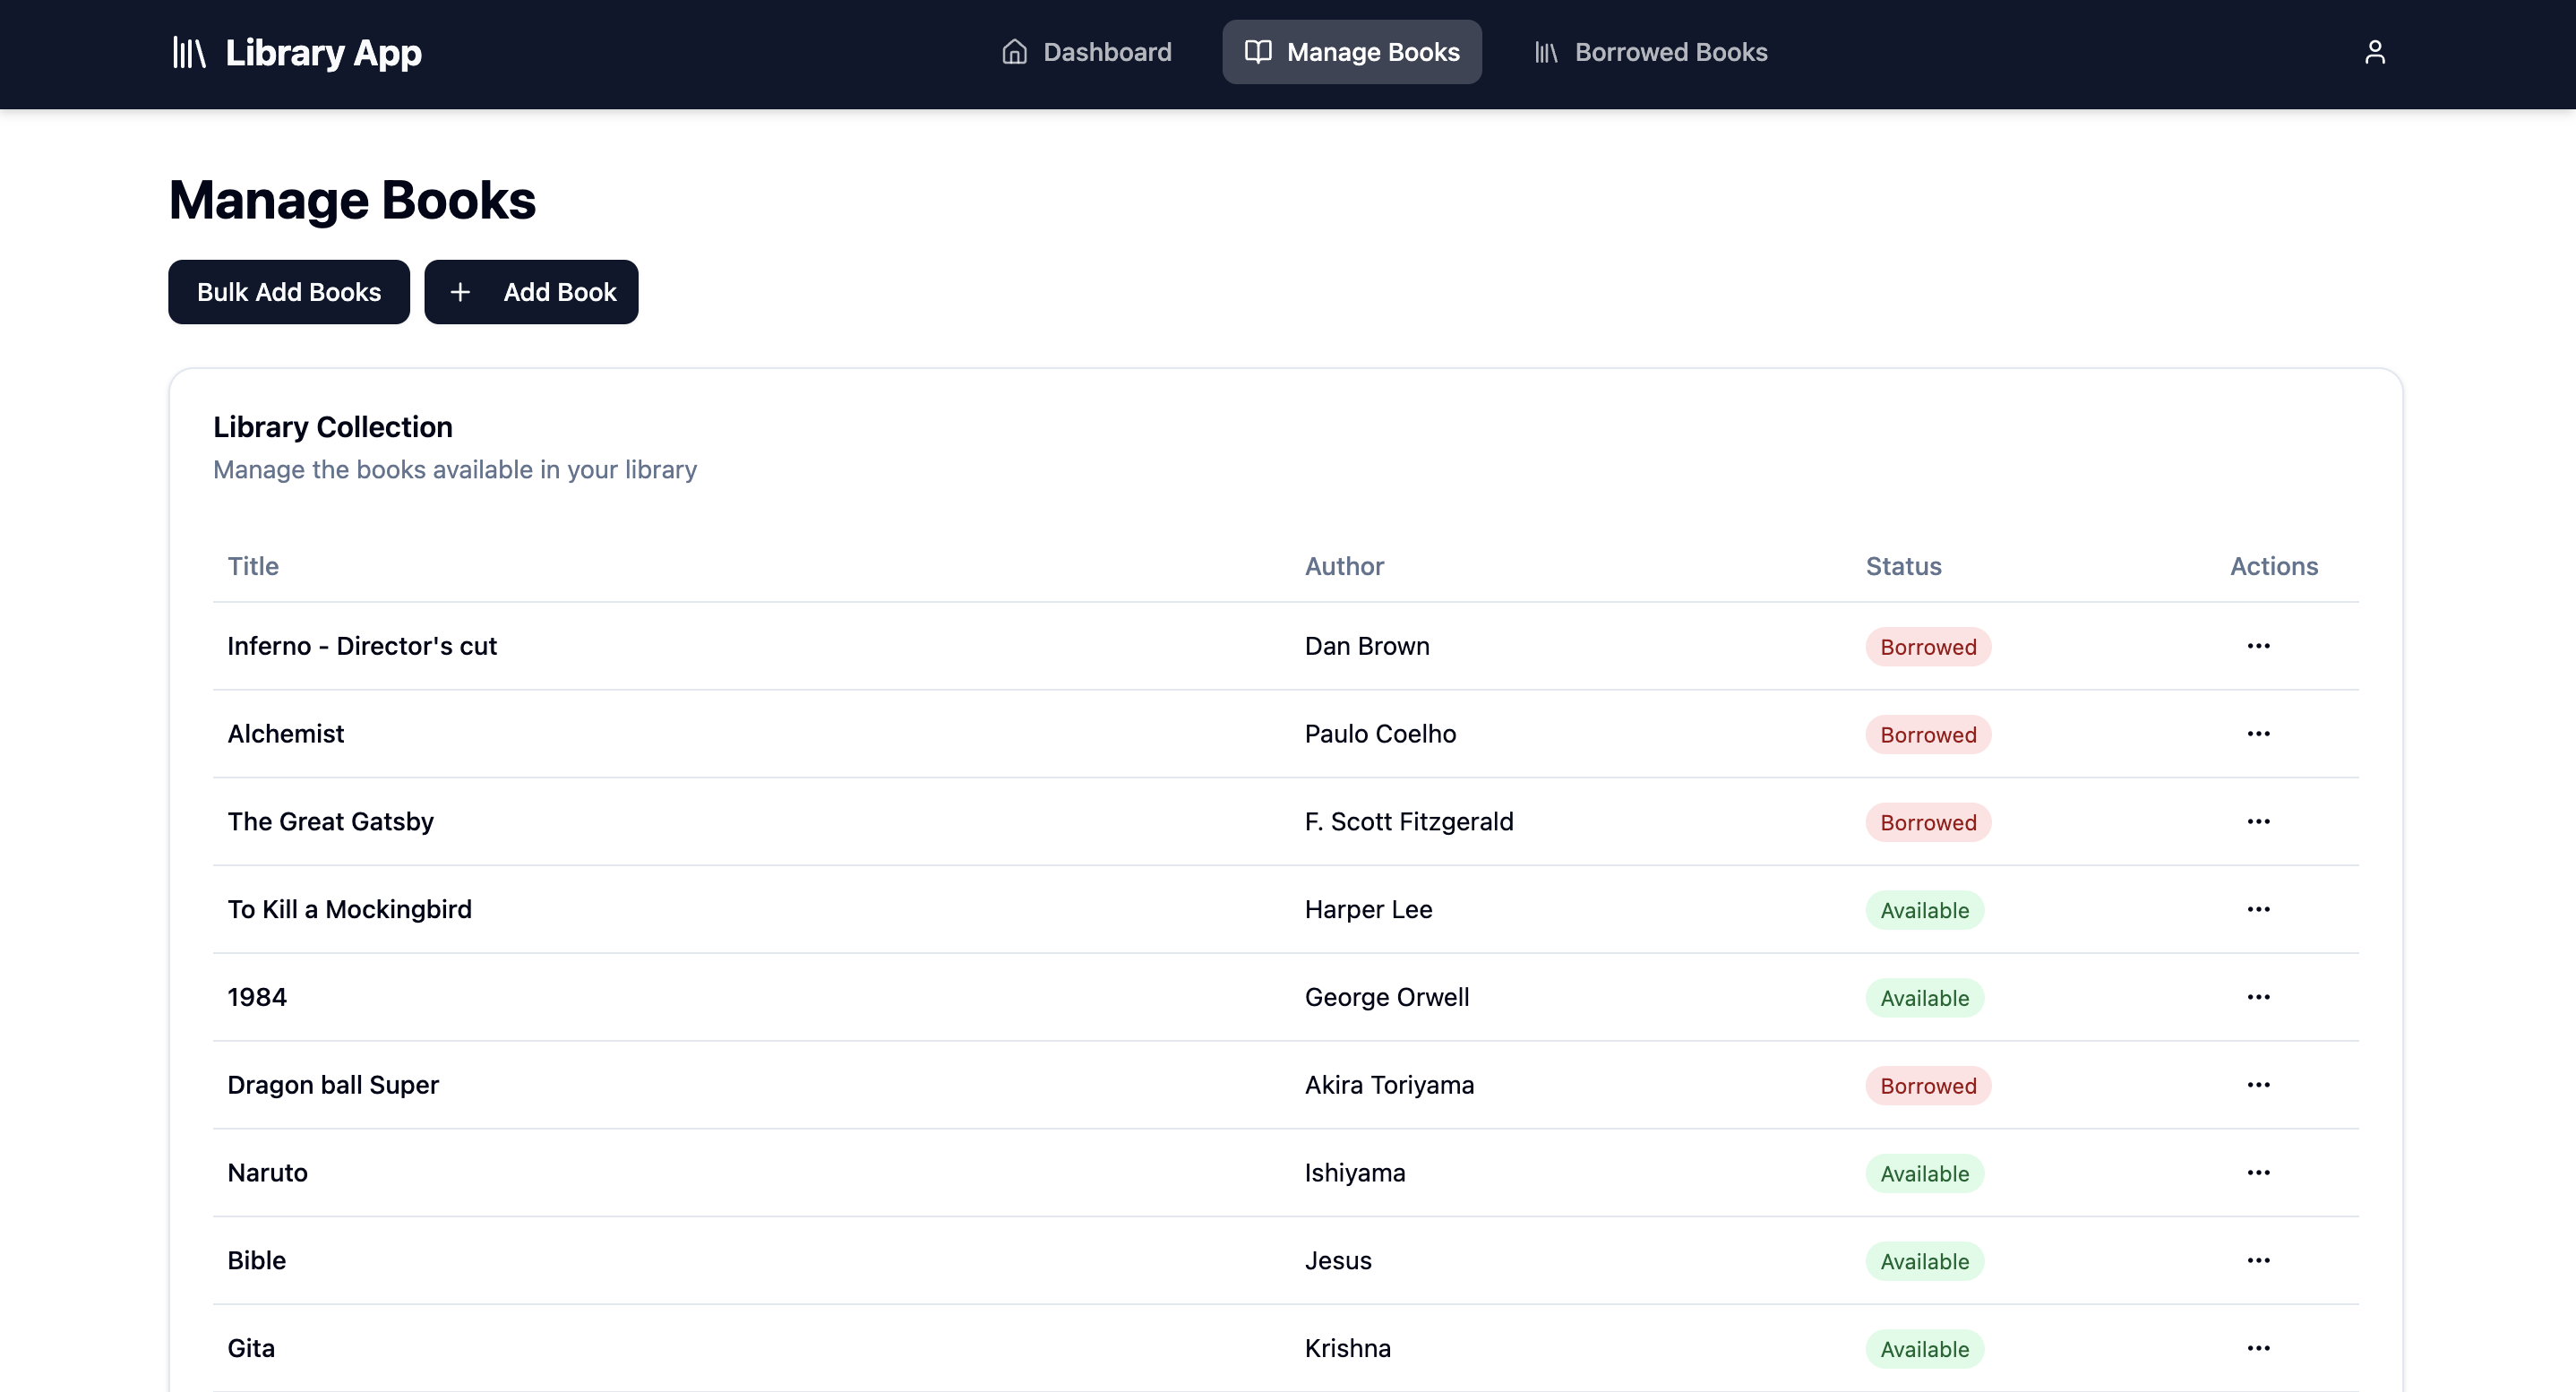 Library App
Dashboard
Manage Books
Borrowed Books
Manage Books
Bulk Add Books
+ Add Book
Library Collection
Manage the books available in your library
Title Author Status Actions
Inferno - Director's cut Dan Brown Borrowed ...
Alchemist Paulo Coelho Borrowed ...
The Great Gatsby F. Scott Fitzgerald Borrowed ...
To Kill a Mockingbird Harper Lee Available ...
1984 George Orwell Available ...
Dragon ball Super Akira Toriyama Borrowed ...
Naruto Ishiyama Available ...
Bible Jesus Available ...
Gita Krishna Available ...